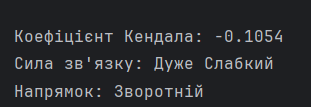 Коефіцієнт Кендала: -0.1054
Сила зв'язку: Дуже Слабкий
Напрямок: Зворотній